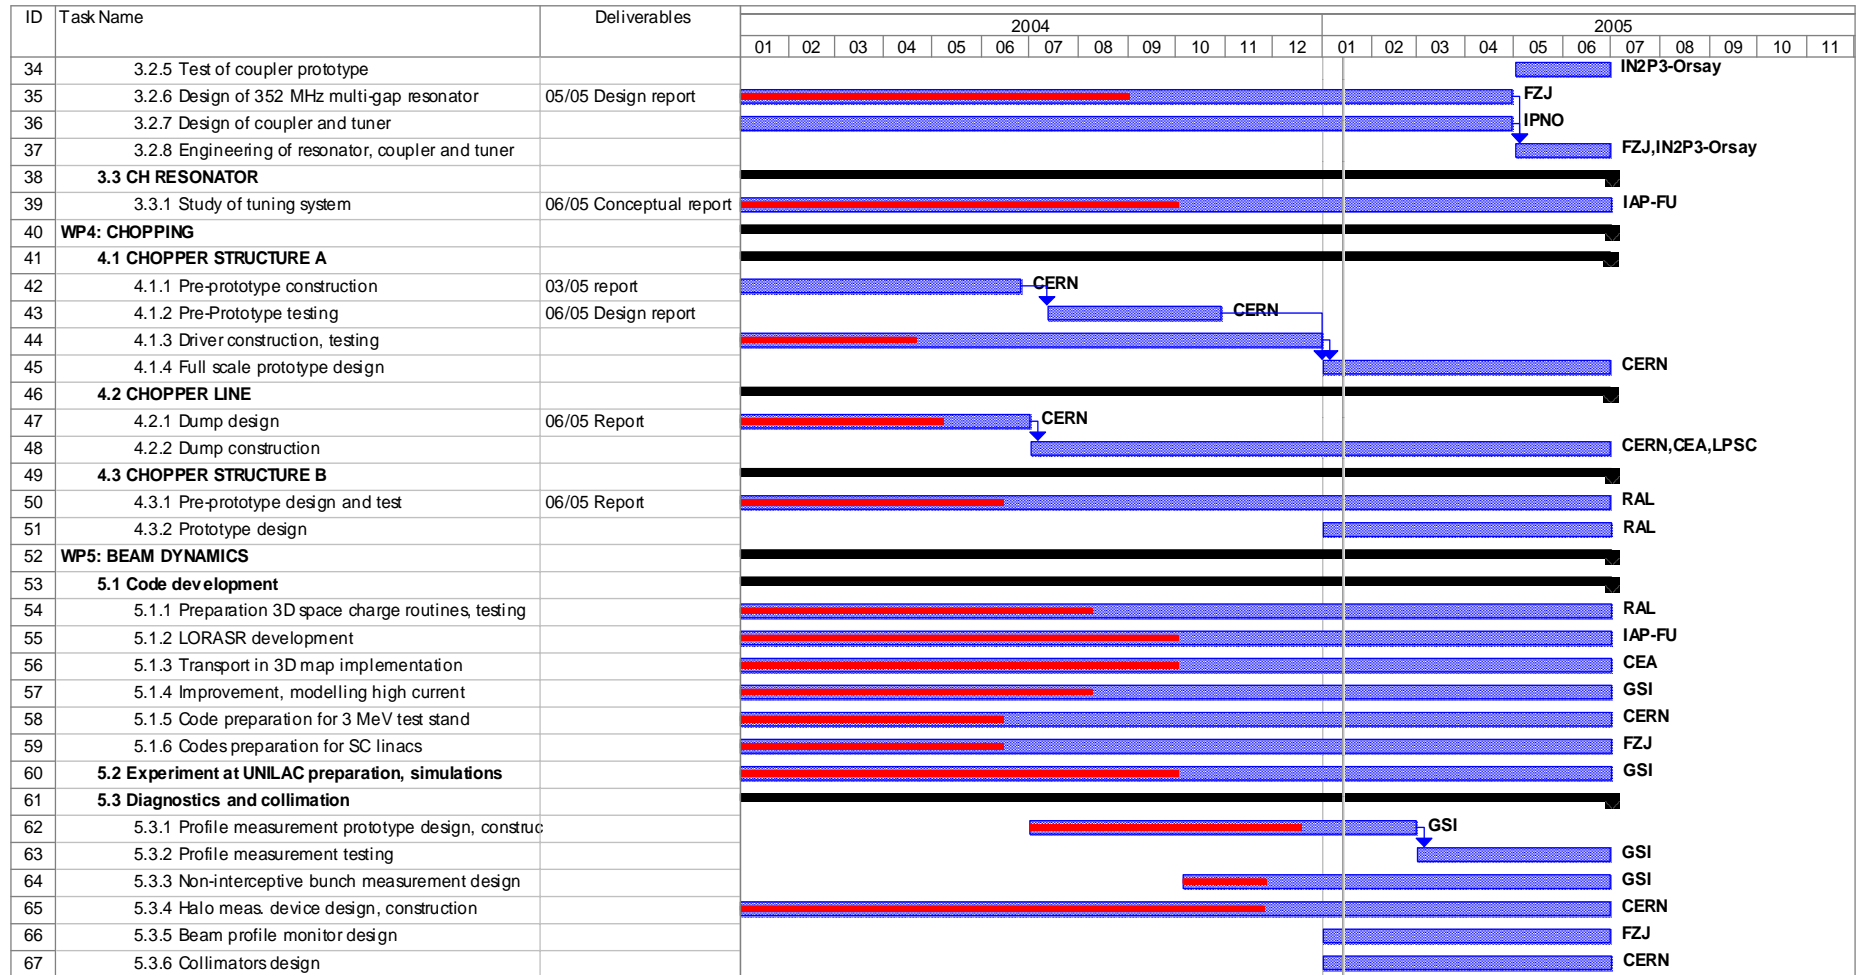 ID Task Name Deliverables 2004 2005
01 02 03 04 05 06 07 08 09 10 11 12 01 02 03 04 05 06 07 08 09 10 11
34 3.2.5 Test of coupler prototype IN2P3-Orsay
35 3.2.6 Design of 352 MHz multi-gap resonator 05/05 Design report FZJ
36 3.2.7 Design of coupler and tuner IPNO
37 3.2.8 Engineering of resonator, coupler and tuner FZJ,IN2P3-Orsay
38 3.3 CH RESONATOR
39 3.3.1 Study of tuning system 06/05 Conceptual report IAP-FU
40 WP4: CHOPPING
41 4.1 CHOPPER STRUCTURE A
42 4.1.1 Pre-prototype construction 03/05 report CERN
43 4.1.2 Pre-Prototype testing 06/05 Design report CERN
44 4.1.3 Driver construction, testing
45 4.1.4 Full scale prototype design CERN
46 4.2 CHOPPER LINE
47 4.2.1 Dump design 06/05 Report CERN
48 4.2.2 Dump construction CERN,CEA,LPSC
49 4.3 CHOPPER STRUCTURE B
50 4.3.1 Pre-prototype design and test 06/05 Report RAL
51 4.3.2 Prototype design RAL
52 WP5: BEAM DYNAMICS
53 5.1 Code development
54 5.1.1 Preparation 3D space charge routines, testing RAL
55 5.1.2 LORASR development IAP-FU
56 5.1.3 Transport in 3D map implementation CEA
57 5.1.4 Improvement, modelling high current GSI
58 5.1.5 Code preparation for 3 MeV test stand CERN
59 5.1.6 Codes preparation for SC linacs FZJ
60 5.2 Experiment at UNILAC preparation, simulations GSI
61 5.3 Diagnostics and collimation
62 5.3.1 Profile measurement prototype design, construc GSI
63 5.3.2 Profile measurement testing GSI
64 5.3.3 Non-interceptive bunch measurement design GSI
65 5.3.4 Halo meas. device design, construction CERN
66 5.3.5 Beam profile monitor design FZJ
67 5.3.6 Collimators design CERN